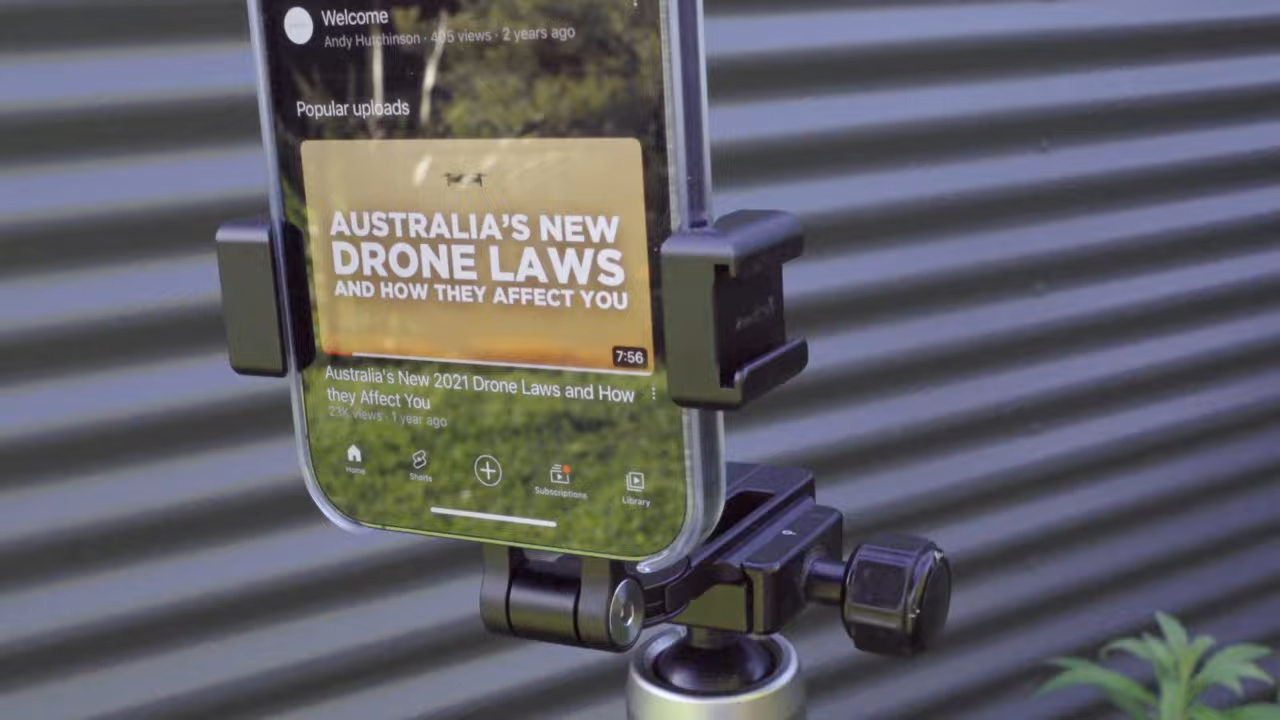 Welcome
Andy Hutchinson · 405 views · 2 years ago
Popular uploads
AUSTRALIA'S NEW
DRONE LAWS
AND HOW THEY AFFECT YOU
7:56
Australia's New 2021 Drone Laws and How
they Affect You
23K views · 1 year ago
Home
Shorts
Subscriptions
Library